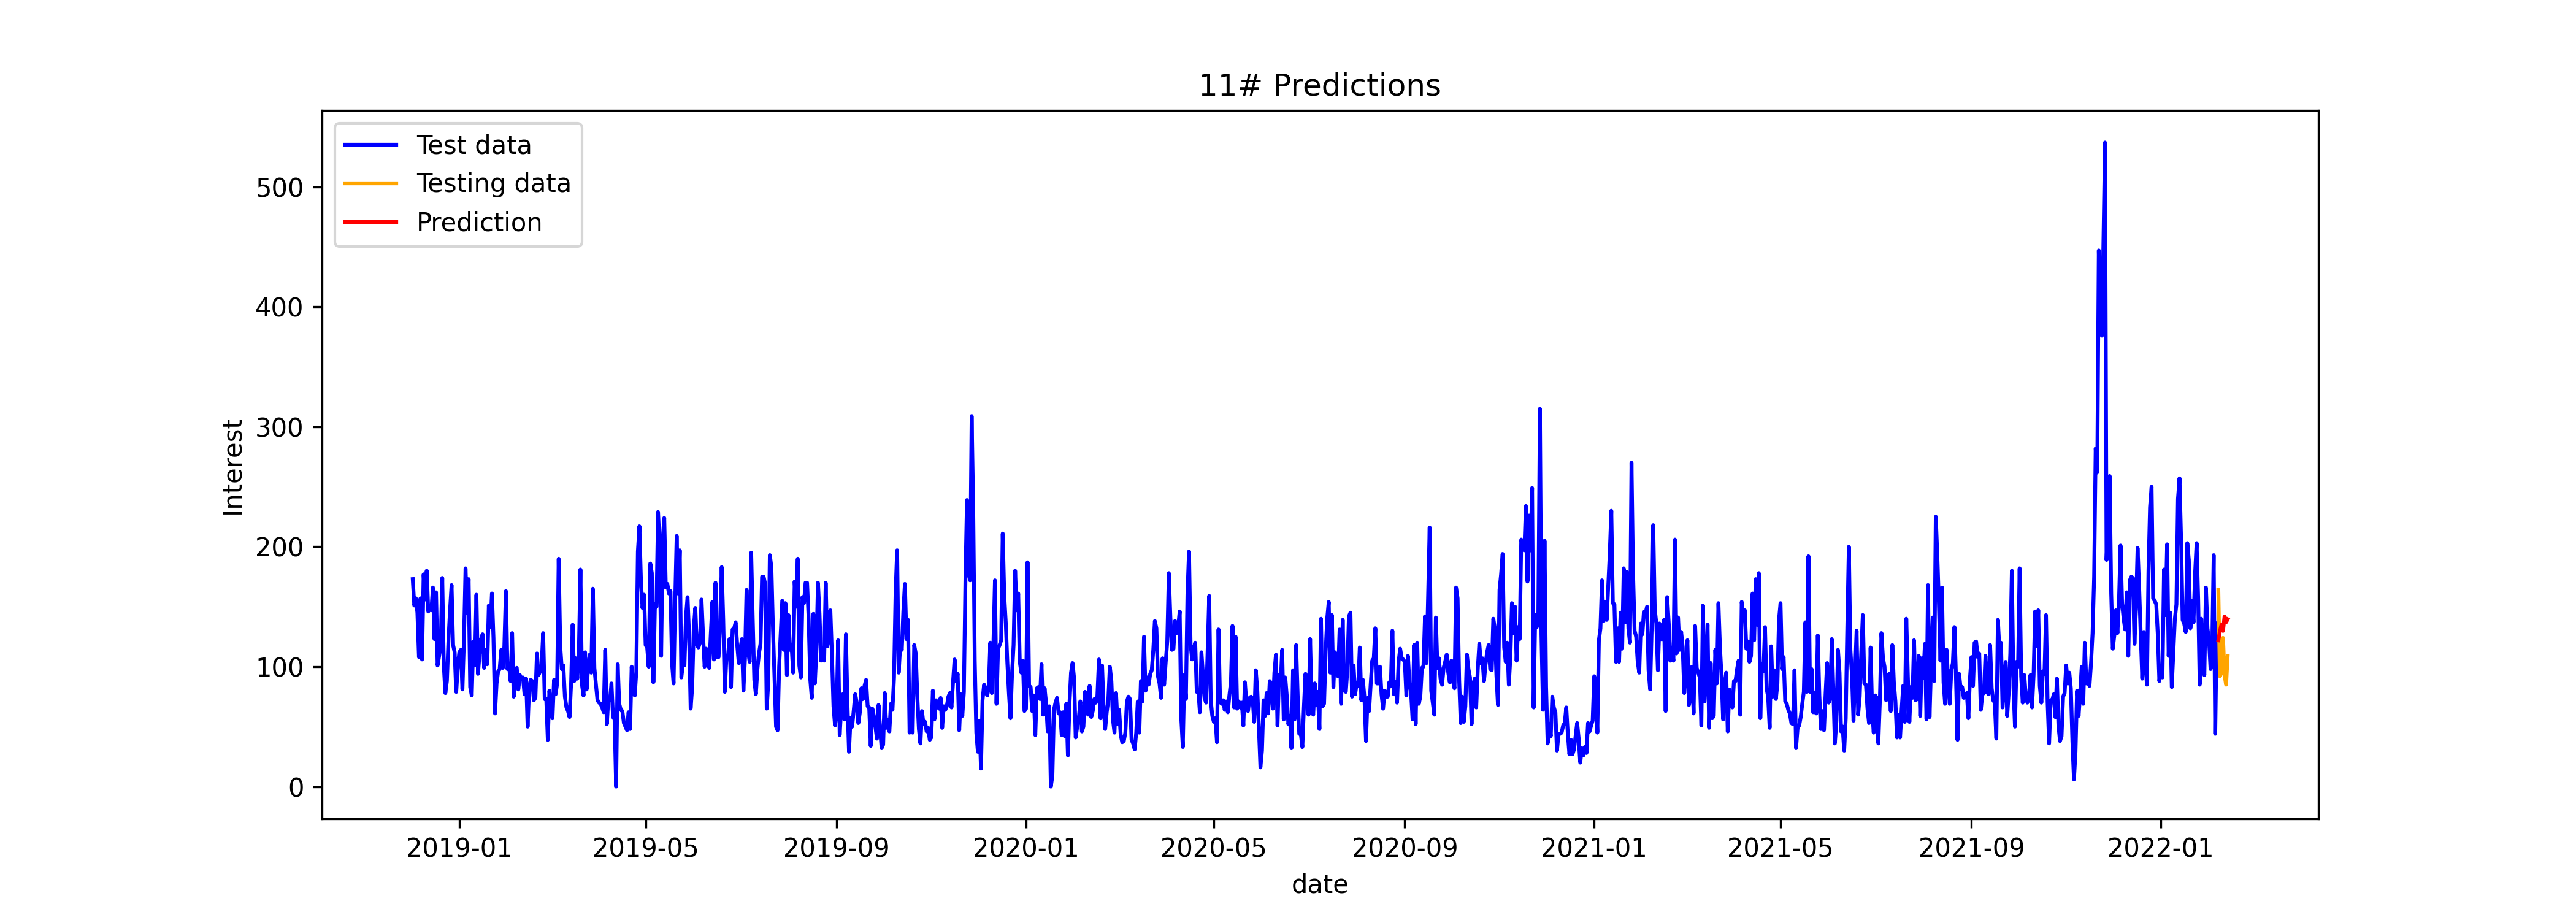 11# Predictions
Test data
Testing data
Prediction
500
400
300
200
100
0
Interest
2019-01 2019-05 2019-09 2020-01 2020-05 2020-09 2021-01 2021-05 2021-09 2022-01
date